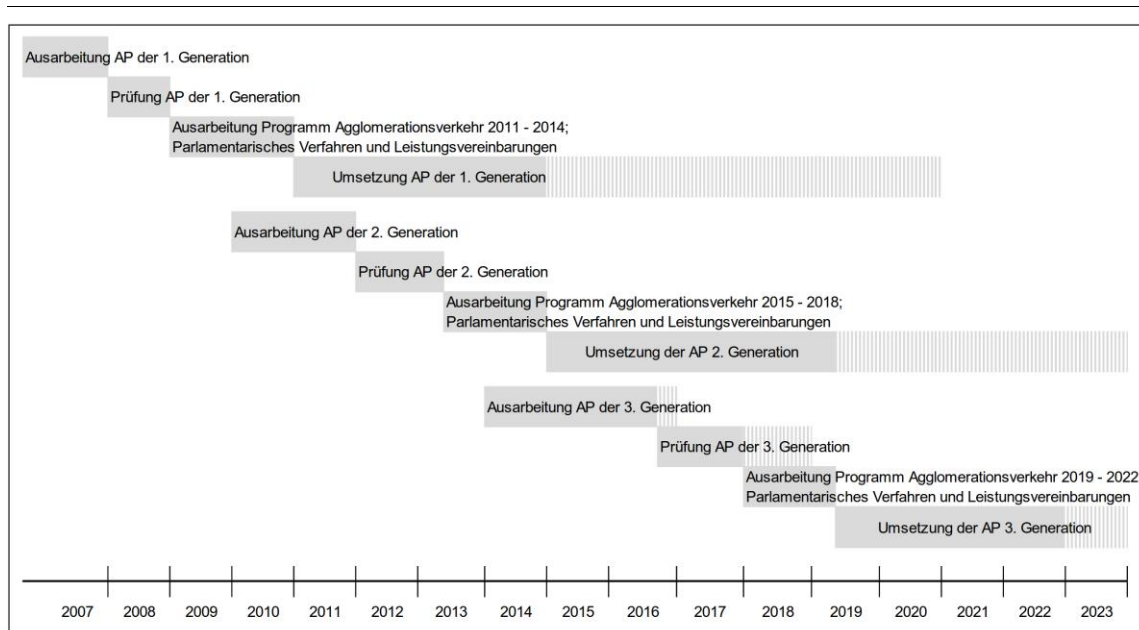 Ausarbeitung AP der 1. Generation
Prüfung AP der 1. Generation
Ausarbeitung Programm Agglomerationsverkehr 2011 - 2014;
Parlamentarisches Verfahren und Leistungsvereinbarungen
Umsetzung AP der 1. Generation
Ausarbeitung AP der 2. Generation
Prüfung AP der 2. Generation
Ausarbeitung Programm Agglomerationsverkehr 2015 - 2018;
Parlamentarisches Verfahren und Leistungsvereinbarungen
Umsetzung der AP 2. Generation
Ausarbeitung AP der 3. Generation
Prüfung AP der 3. Generation
Ausarbeitung Programm Agglomerationsverkehr 2019 - 2022
Parlamentarisches Verfahren und Leistungsvereinbarungen
Umsetzung der AP 3. Generation
2007 2008 2009 2010 2011 2012 2013 2014 2015 2016 2017 2018 2019 2020 2021 2022 2023